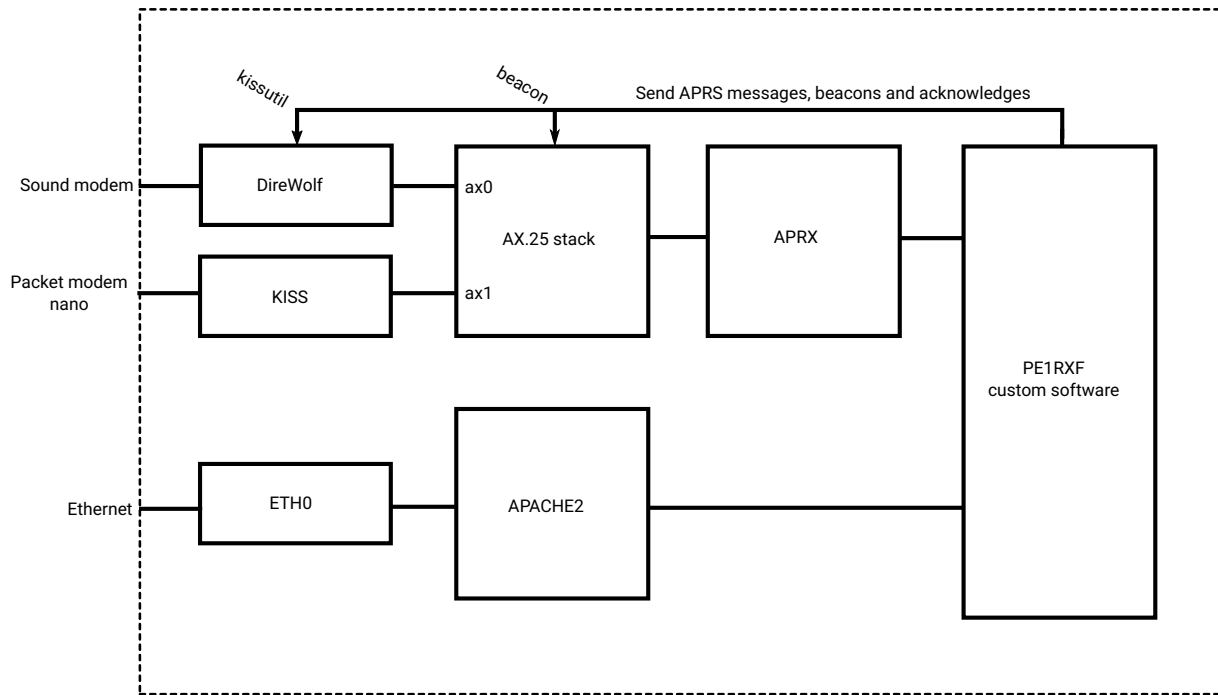 kissutil
beacon
Send APRS messages, beacons and acknowledges
Sound modem
DireWolf
ax0
AX.25 stack
APRX
Packet modem
nano
KISS
ax1
PE1RXF
custom software
Ethernet
ETH0
APACHE2